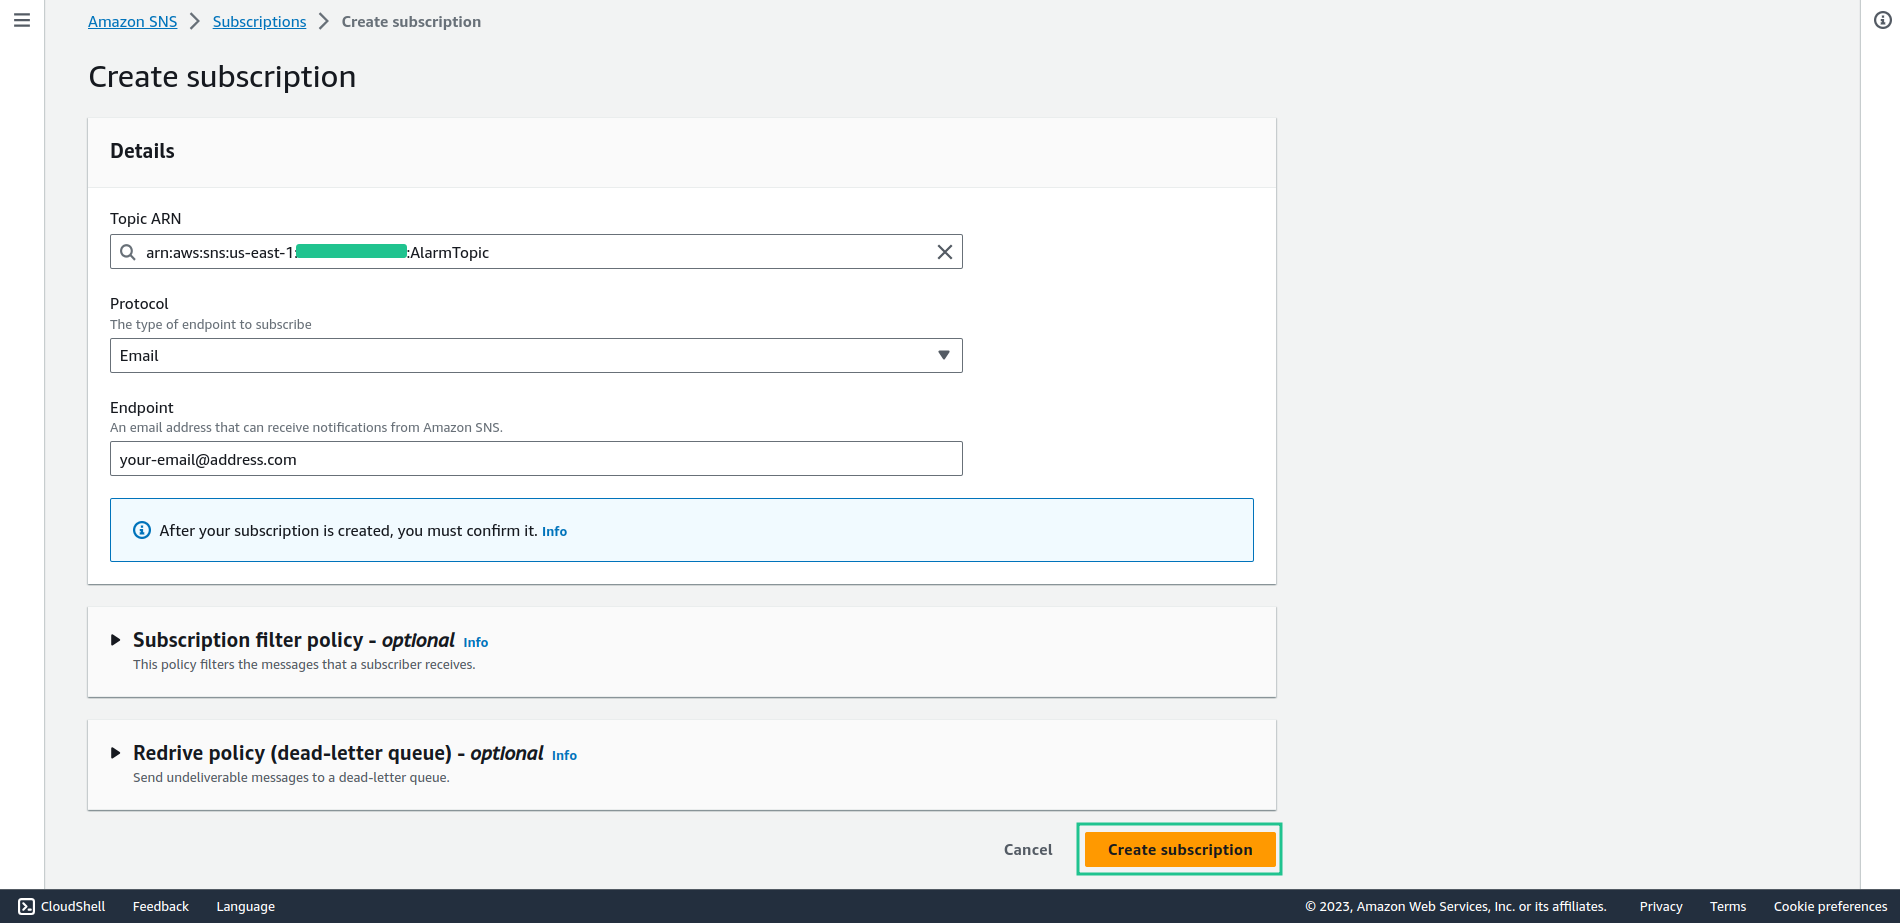 Amazon SNS > Subscriptions > Create subscription
Create subscription
Details
Topic ARN
arn:aws:sns:us-east-1: :AlarmTopic
Protocol
The type of endpoint to subscribe
Email
Endpoint
An email address that can receive notifications from Amazon SNS.
your-email@address.com
After your subscription is created, you must confirm it. Info
Subscription filter policy - optional Info
This policy filters the messages that a subscriber receives.
Redrive policy (dead-letter queue) - optional Info
Send undeliverable messages to a dead-letter queue.
Cancel Create subscription
CloudShell Feedback Language © 2023, Amazon Web Services, Inc. or its affiliates. Privacy Terms Cookie preferences